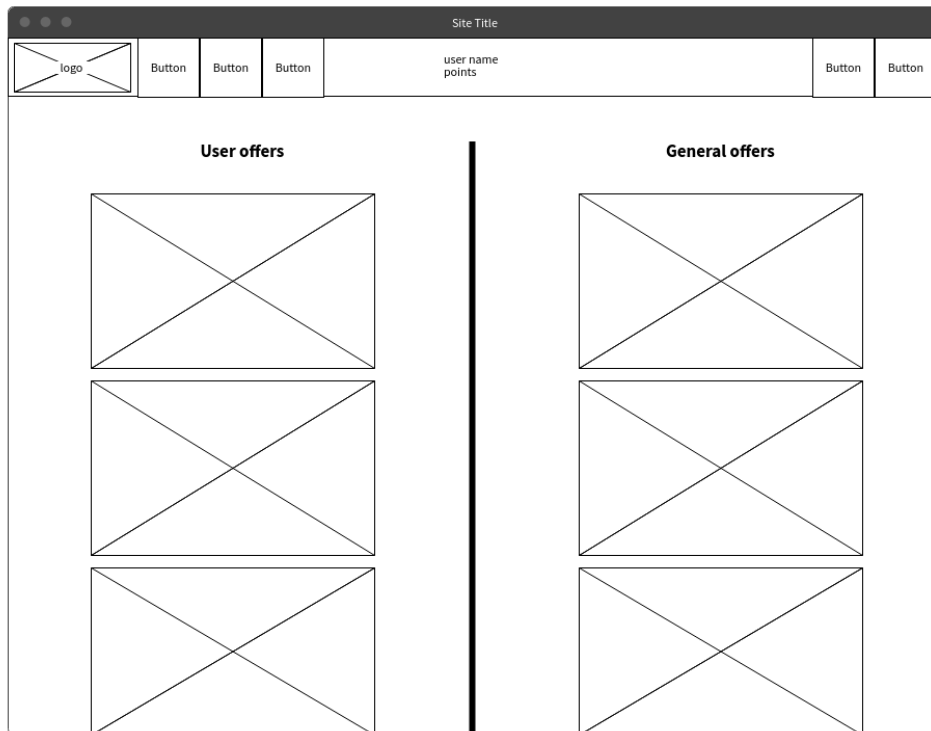 Site Title
logo
Button
Button
Button
user name
points
Button
Button
User offers
General offers